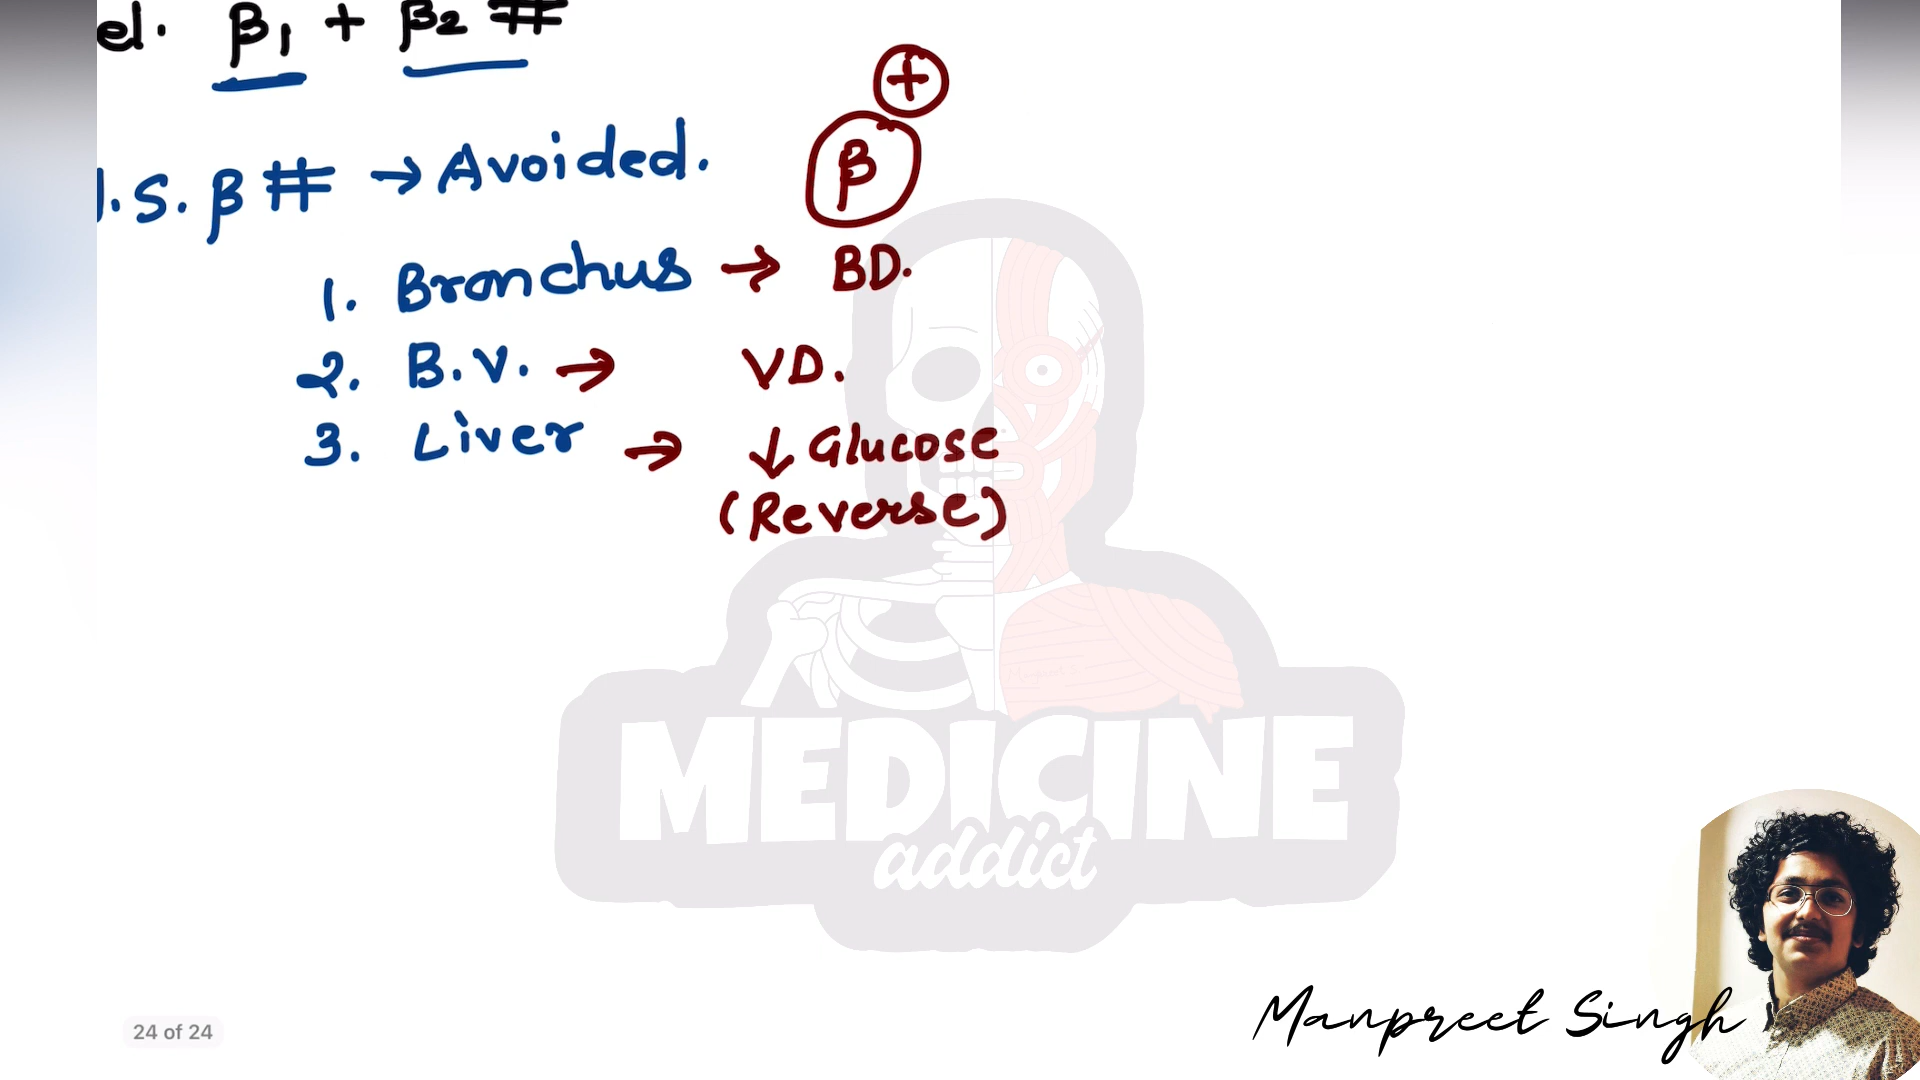 el. β1 + β2 #
+
.S. β # → Avoided. β
1. Bronchus → BD.
2. B.V. → VD.
3. Liver → ↓ Glucose
(Reverse)
MEDICINE
addict
Manpreet Singh
24 of 24